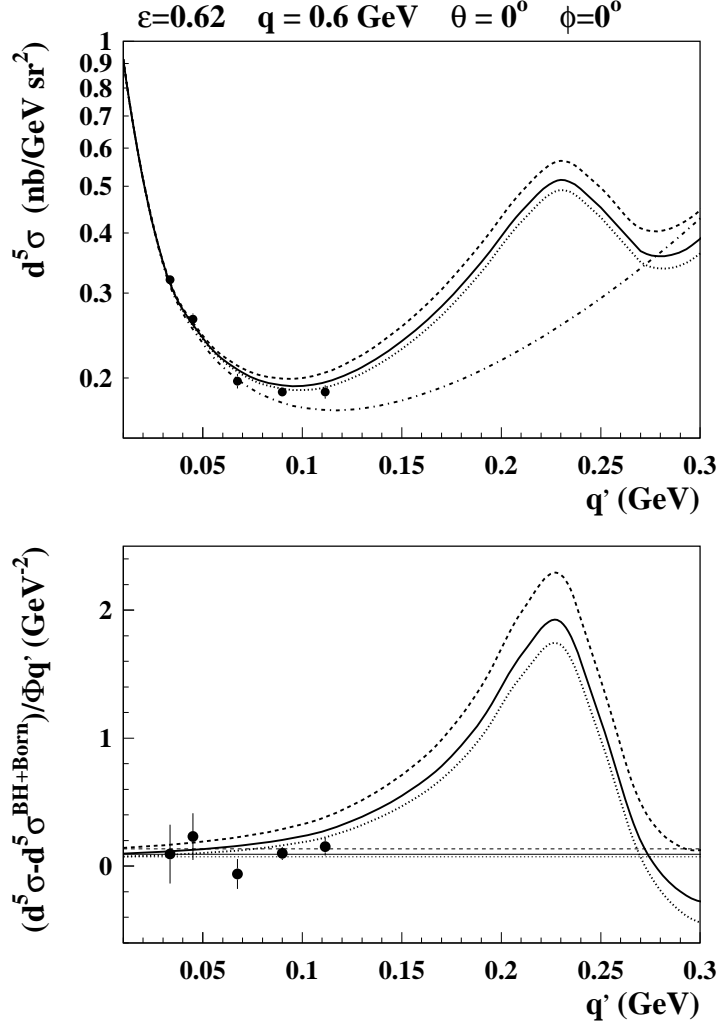 ε=0.62 q = 0.6 GeV θ = 0° ϕ=0°
d⁵σ (nb/GeV sr²)
1
0.9
0.8
0.7
0.6
0.5
0.4
0.3
0.2
0.05 0.1 0.15 0.2 0.25 0.3
q’ (GeV)
(d⁵σ-d⁵σ^BH+Born)/Φq’ (GeV⁻²)
2
1
0
0.05 0.1 0.15 0.2 0.25 0.3
q’ (GeV)